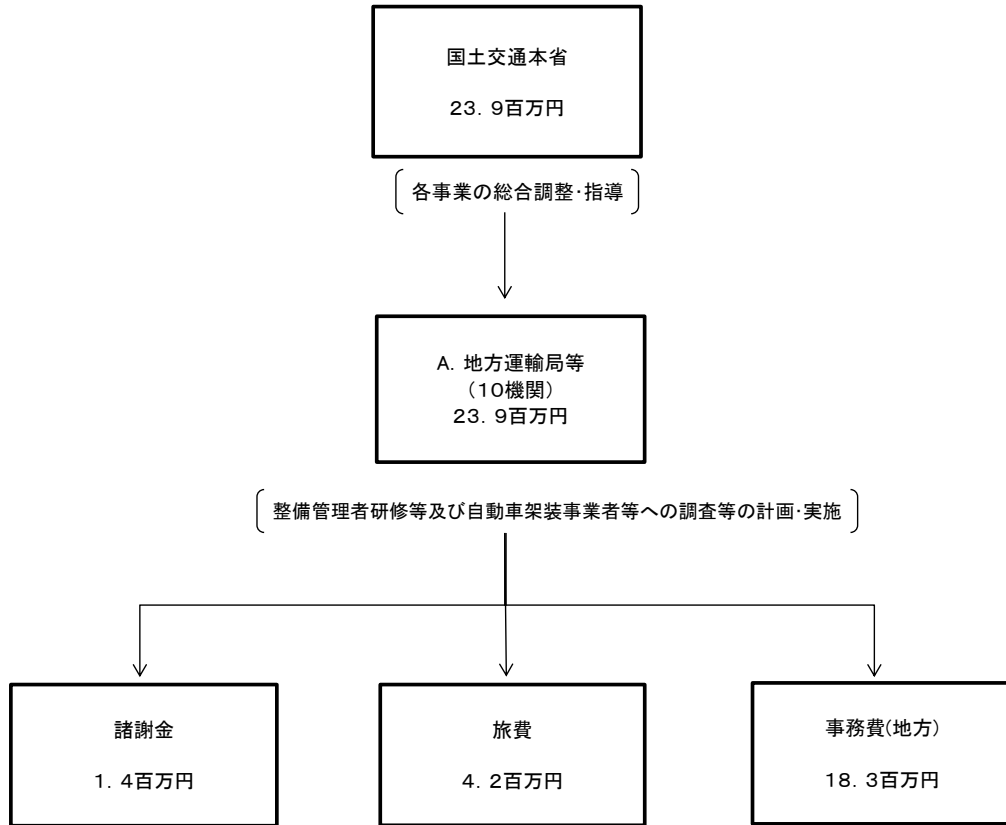 国土交通本省
２３．９百万円
各事業の総合調整・指導
A．地方運輸局等
（１０機関）
２３．９百万円
整備管理者研修等及び自動車架装事業者等への調査等の計画・実施
諸謝金
１．４百万円
旅費
４．２百万円
事務費(地方)
１８．３百万円